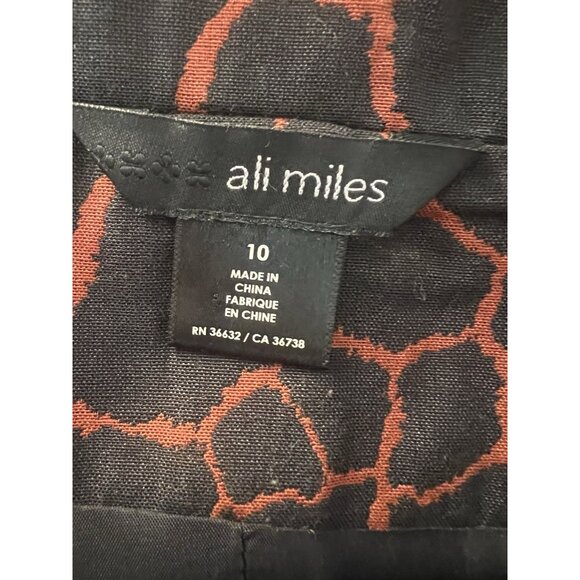 ali miles
10
MADE IN
CHINA
FABRIQUE
EN CHINE
RN 36632 / CA 36738